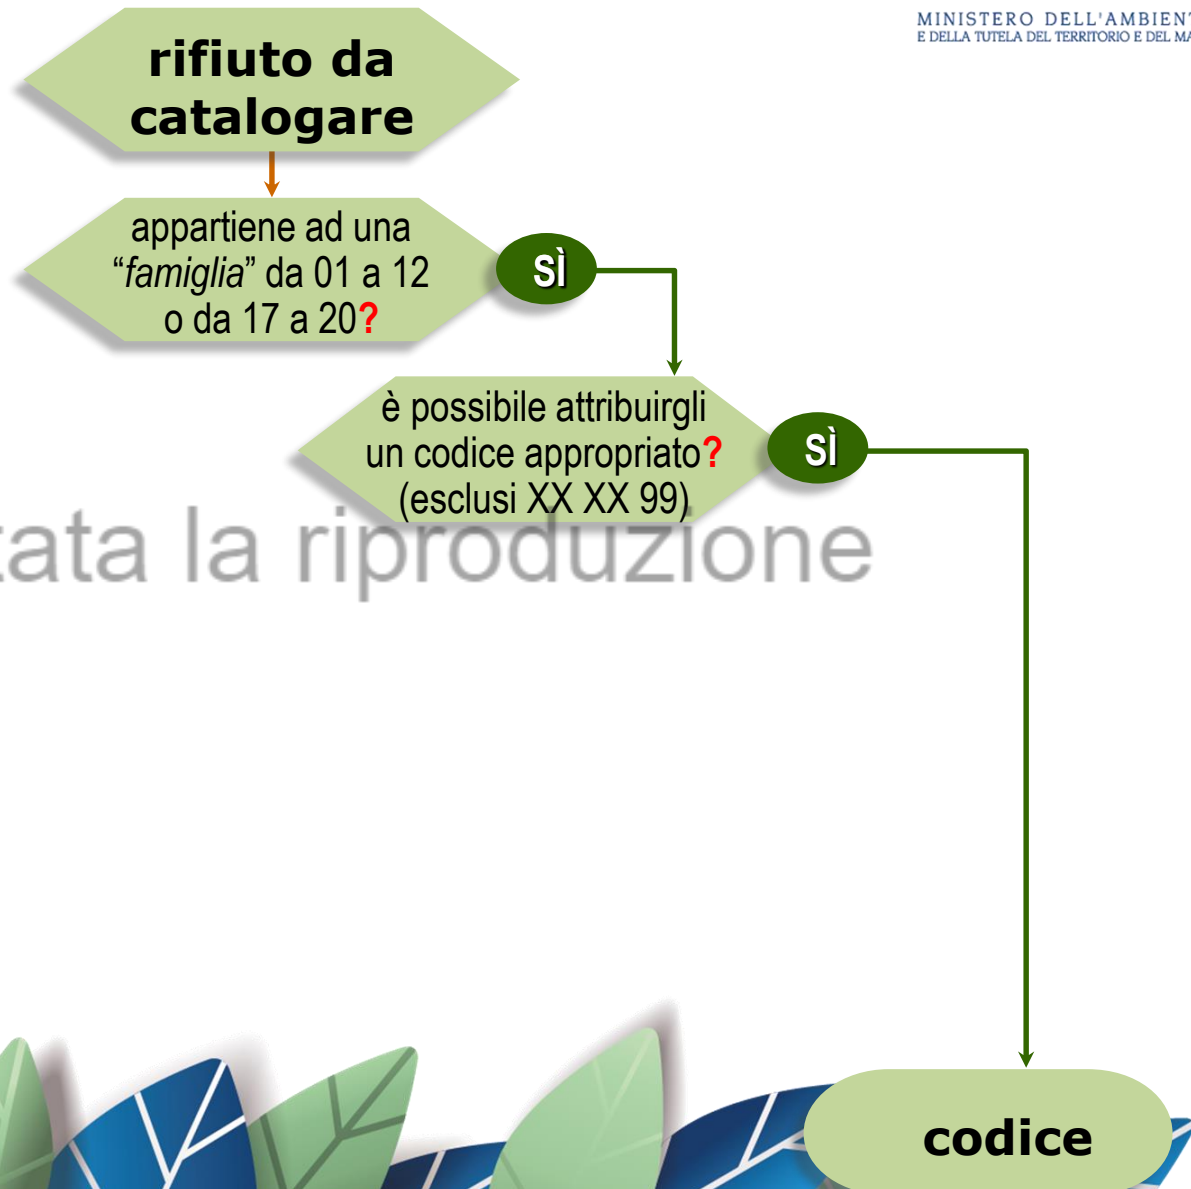 MINISTERO DELL'AMBIENT
E DELLA TUTELA DEL TERRITORIO E DEL MA
rifiuto da
catalogare
appartiene ad una
“famiglia” da 01 a 12
o da 17 a 20?
SÌ
è possibile attribuirgli
un codice appropriato?
(esclusi XX XX 99)
SÌ
tata la riproduzione
codice